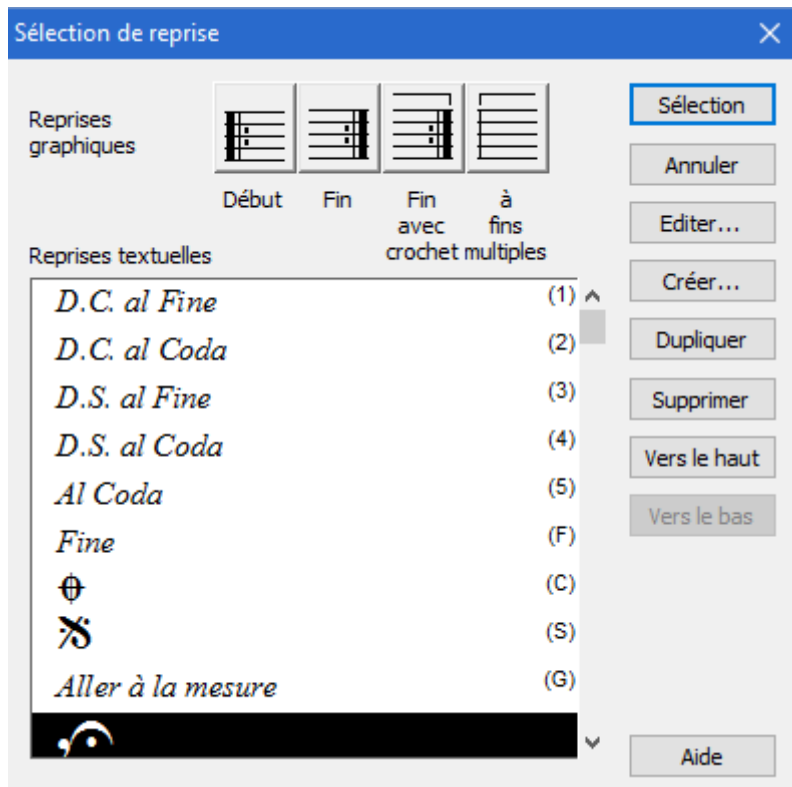 Sélection de reprise
Reprises
graphiques
Début
Fin
Fin
avec
crochet
à
fins
multiples
Reprises textuelles
D.C. al Fine (1)
D.C. al Coda (2)
D.S. al Fine (3)
D.S. al Coda (4)
Al Coda (5)
Fine (F)
(C)
(S)
Aller à la mesure (G)
Sélection
Annuler
Editer...
Créer...
Dupliquer
Supprimer
Vers le haut
Vers le bas
Aide